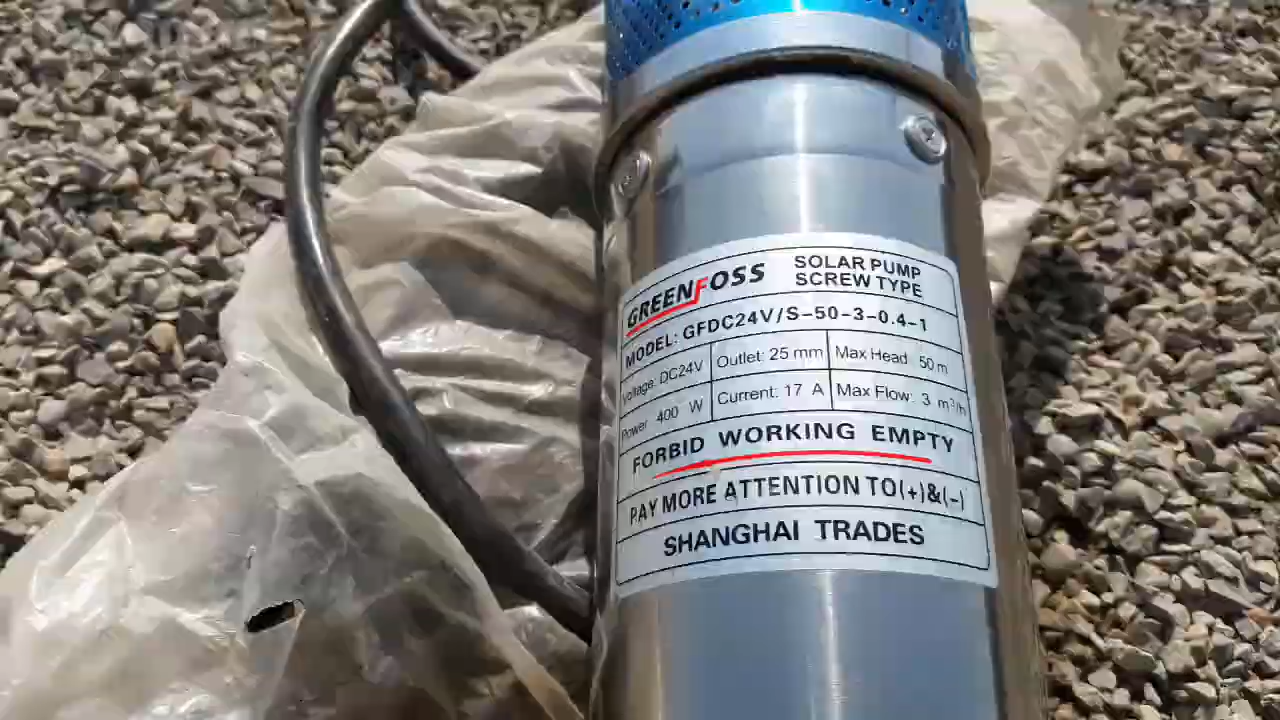 GREENFOSS SOLAR PUMP
SCREW TYPE
MODEL: GFDC24V/S-50-3-0.4-1
Voltage: DC24V Outlet: 25 mm Max Head 50 m
Power 400 W Current: 17 A Max Flow: 3 m³/h
FORBID WORKING EMPTY
PAY MORE ATTENTION TO(+)&(-)
SHANGHAI TRADES